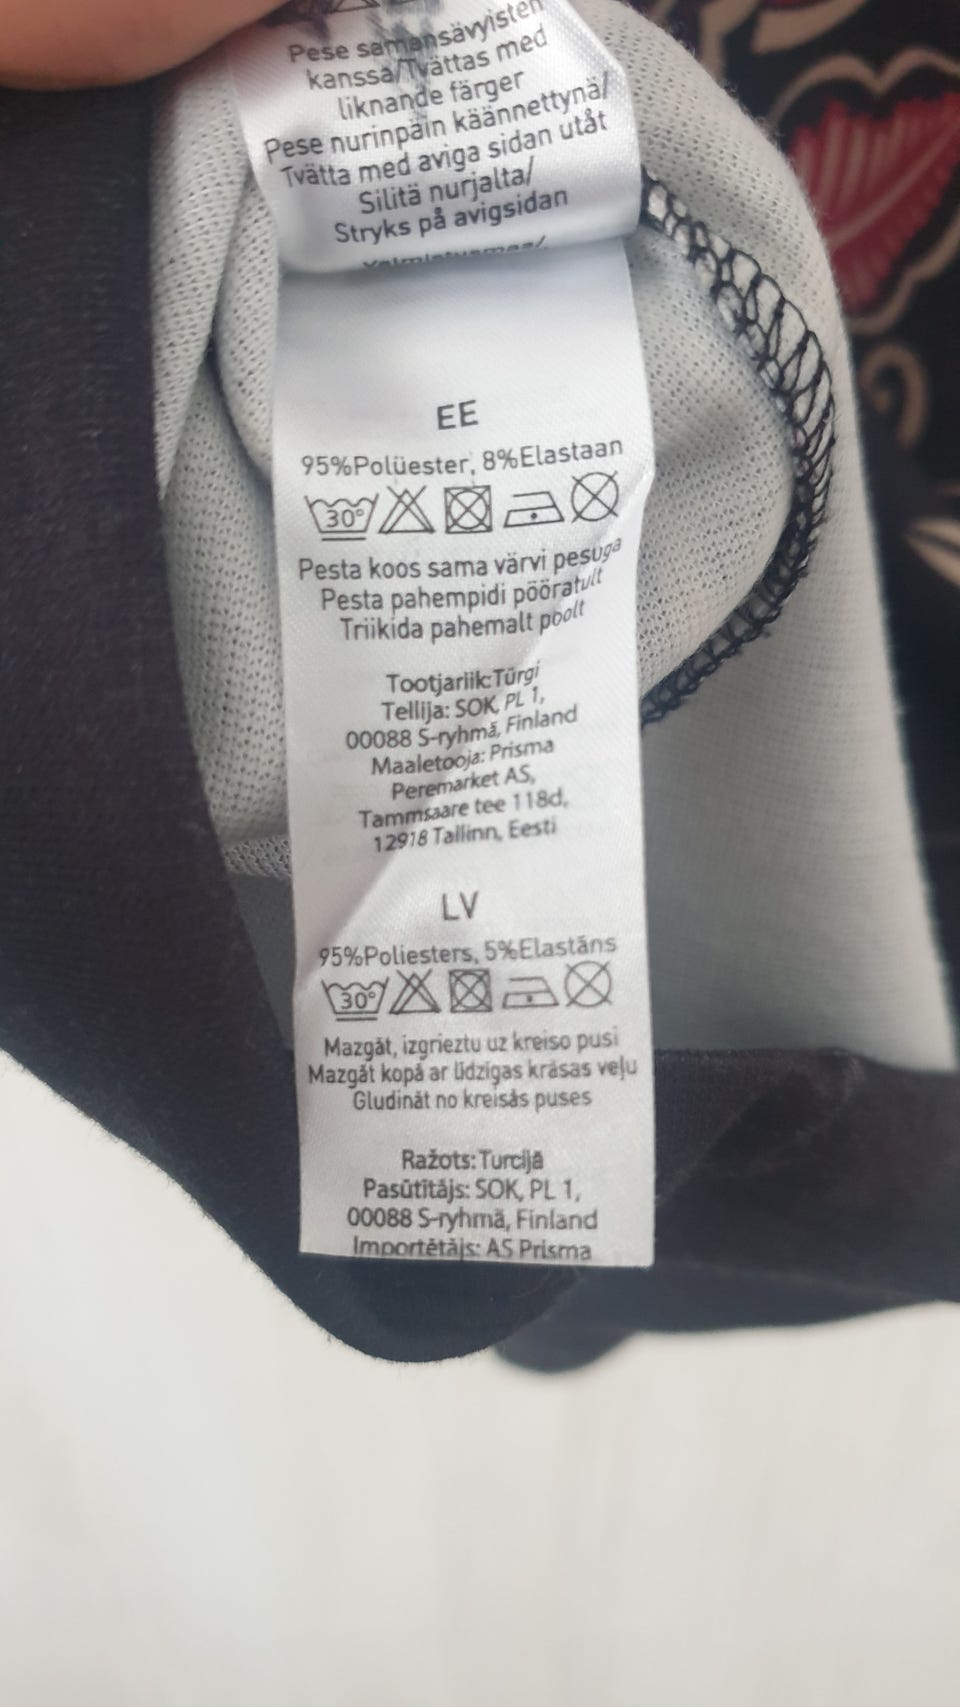 Pese samansävyisten
kanssa/Tvättas med
liknande färger
Pese nurinpäin käännettynä/
Tvätta med aviga sidan utåt
Silitä nurjalta/
Stryks på avigsidan
EE
95%Polüester, 8%Elastaan
30°
Pesta koos sama värvi pesuga
Pesta pahempidi pööratult
Triikida pahemalt poolt
Tootjariik:Türgi
Tellija: SOK, PL 1,
00088 S-ryhmä, Finland
Maaletooja: Prisma
Peremarket AS,
Tammsaare tee 118d,
12918 Tallinn, Eesti
LV
95%Poliesters, 5%Elastāns
30°
Mazgāt, izgrieztu uz kreiso pusi
Mazgāt kopā ar līdzīgas krāsas veļu
Gludināt no kreisās puses
Ražots: Turcijā
Pasūtītājs: SOK, PL 1,
00088 S-ryhmä, Finland
Importētājs: AS Prisma